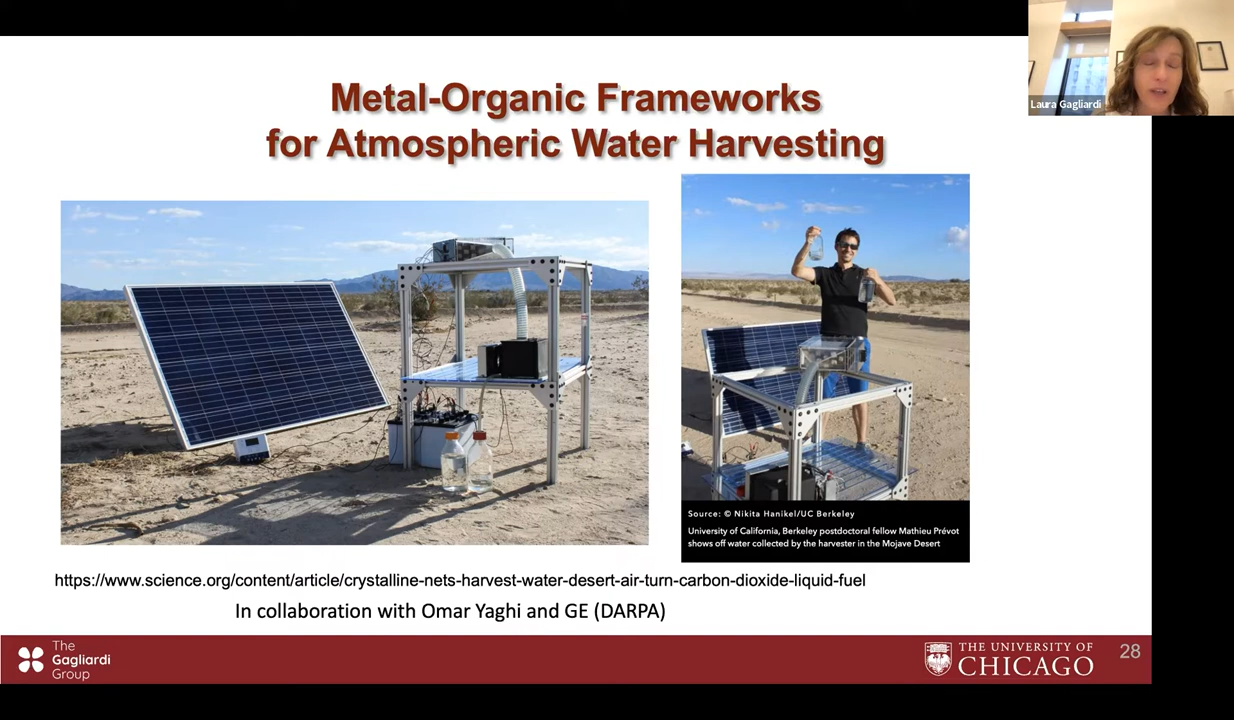 Metal-Organic Frameworks
for Atmospheric Water Harvesting
Laura Gagliardi
Source: © Nikita Hanikel/UC Berkeley
University of California, Berkeley postdoctoral fellow Mathieu Prévot
shows off water collected by the harvester in the Mojave Desert
https://www.science.org/content/article/crystalline-nets-harvest-water-desert-air-turn-carbon-dioxide-liquid-fuel
In collaboration with Omar Yaghi and GE (DARPA)
The
Gagliardi
Group
THE UNIVERSITY OF
CHICAGO
28